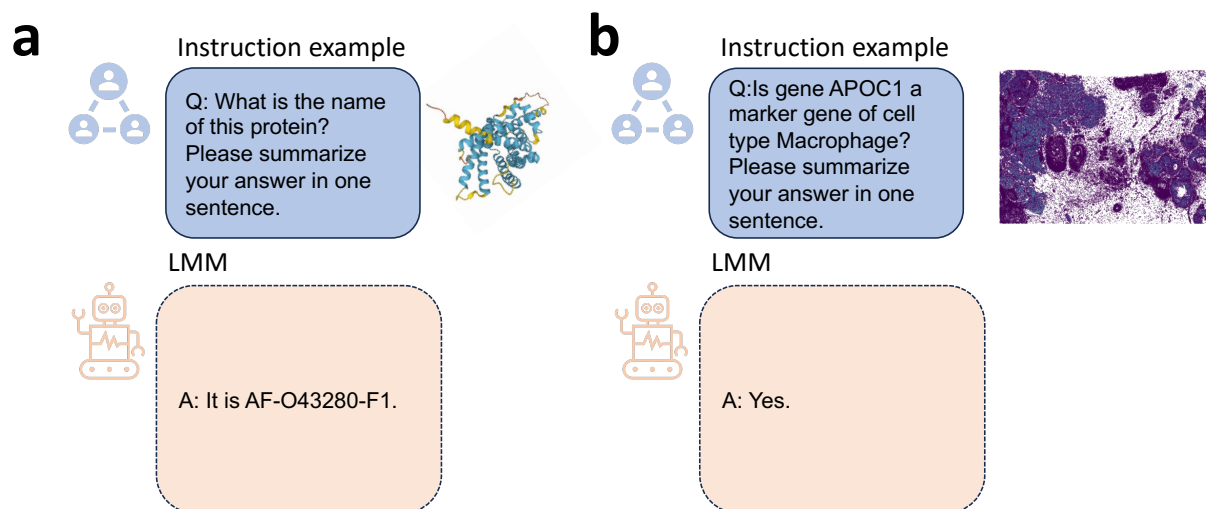 a
Instruction example
Q: What is the name
of this protein?
Please summarize
your answer in one
sentence.
LMM
A: It is AF-O43280-F1.
b
Instruction example
Q:Is gene APOC1 a
marker gene of cell
type Macrophage?
Please summarize
your answer in one
sentence.
LMM
A: Yes.